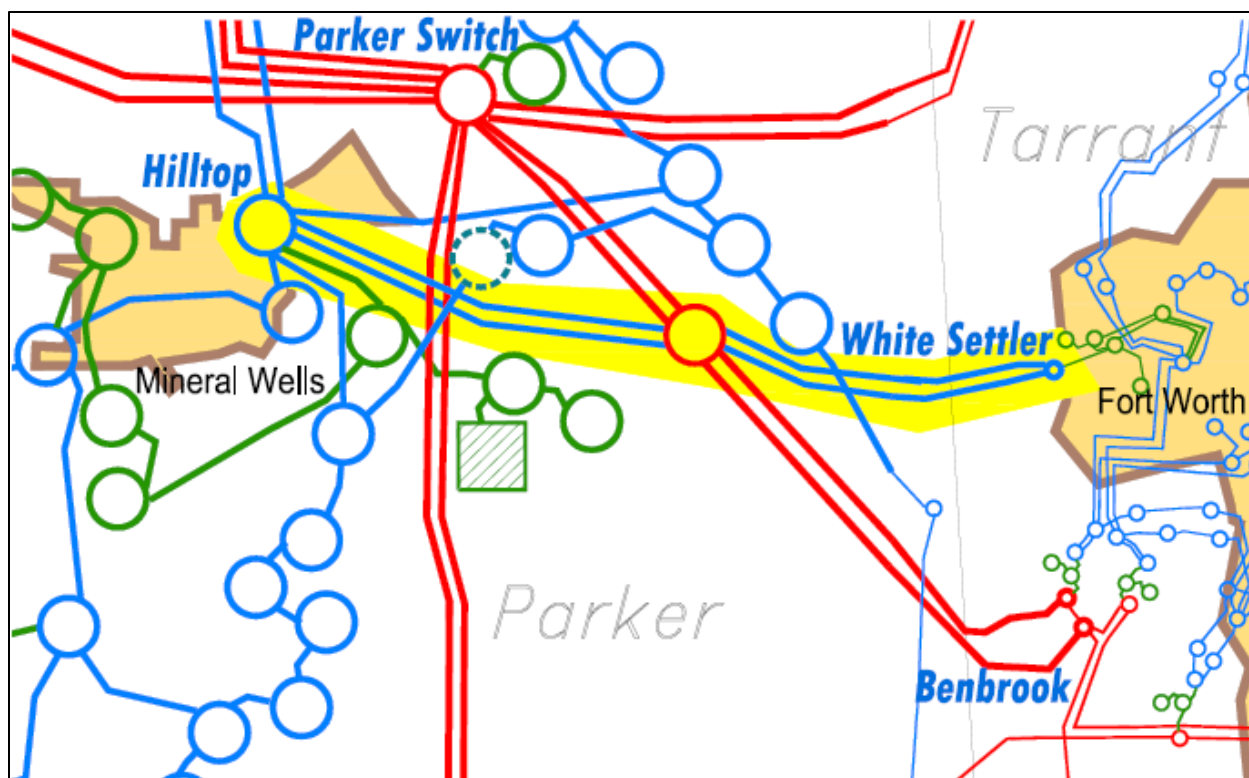 Parker Switch
Tarrant
Hilltop
White Settler
Mineral Wells
Fort Worth
Parker
Benbrook